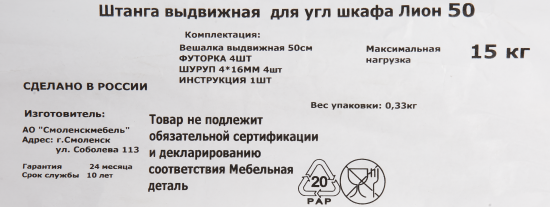 Штанга выдвижная для угл шкафа Лион 50
Комплектация:
Вешалка выдвижная 50см
ФУТОРКА 4ШТ
ШУРУП 4*16ММ 4шт
ИНСТРУКЦИЯ 1ШТ
Максимальная
нагрузка
15 кг
СДЕЛАНО В РОССИИ
Вес упаковки: 0,33кг
Изготовитель:
АО "Смоленскмебель"
Адрес: г.Смоленск
ул. Соболева 113
Гарантия 24 месяца
Срок службы 10 лет
Товар не подлежит
обязательной сертификации
и декларированию
соответствия Мебельная
деталь
20
PAP